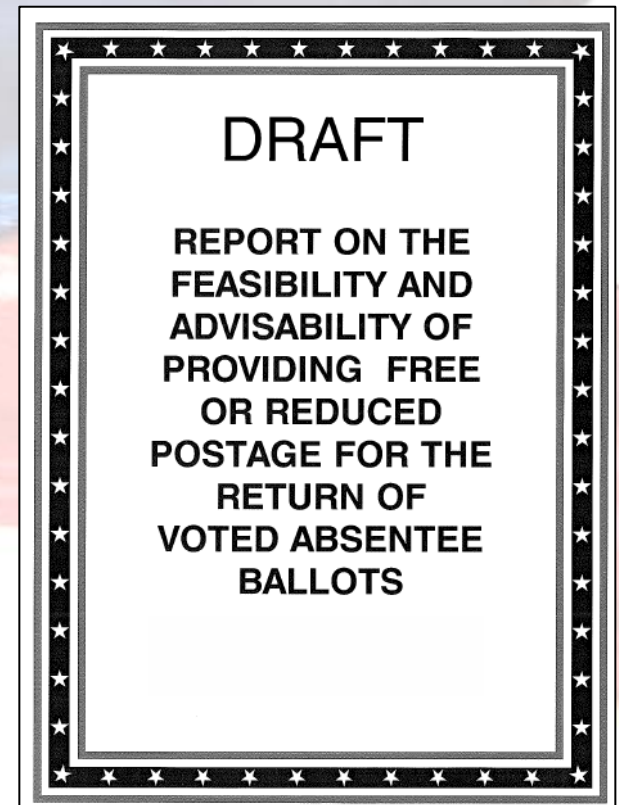 DRAFT
REPORT ON THE
FEASIBILITY AND
ADVISABILITY OF
PROVIDING FREE
OR REDUCED
POSTAGE FOR THE
RETURN OF
VOTED ABSENTEE
BALLOTS